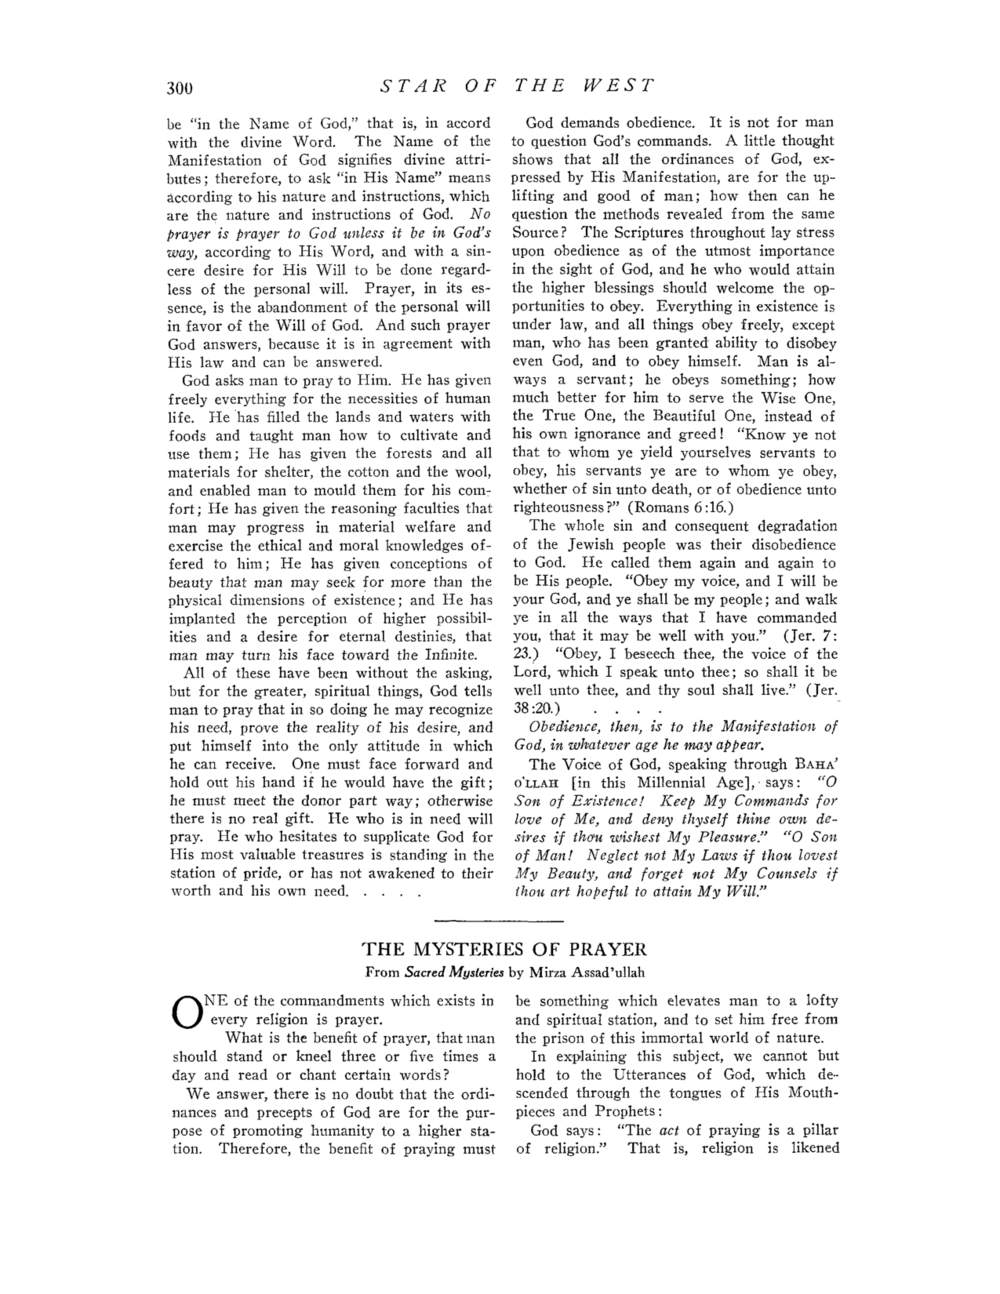 300 STAR OF THE WEST
be “in the Name of God,” that is, in accord
with the divine Word. The Name of the
Manifestation of God signifies divine attri-
butes; therefore, to ask “in His Name” means
according to his nature and instructions, which
are the nature and instructions of God. No
prayer is prayer to God unless it be in God's
way, according to His Word, and with a sin-
cere desire for His Will to be done regard-
less of the personal will. Prayer, in its es-
sence, is the abandonment of the personal will
in favor of the Will of God. And such prayer
God answers, because it is in agreement with
His law and can be answered.
God asks man to pray to Him. He has given
freely everything for the necessities of human
life. He has filled the lands and waters with
foods and taught man how to cultivate and
use them; He has given the forests and all
materials for shelter, the cotton and the wool,
and enabled man to mould them for his com-
fort; He has given the reasoning faculties that
man may progress in material welfare and
exercise the ethical and moral knowledges of-
fered to him; He has given conceptions of
beauty that man may seek for more than the
physical dimensions of existence; and He has
implanted the perception of higher possibil-
ities and a desire for eternal destinies, that
man may turn his face toward the Infinite.
All of these have been without the asking,
but for the greater, spiritual things, God tells
man to pray that in so doing he may recognize
his need, prove the reality of his desire, and
put himself into the only attitude in which
he can receive. One must face forward and
hold out his hand if he would have the gift;
he must meet the donor part way; otherwise
there is no real gift. He who is in need will
pray. He who hesitates to supplicate God for
His most valuable treasures is standing in the
station of pride, or has not awakened to their
worth and his own need. . . . .
God demands obedience. It is not for man
to question God's commands. A little thought
shows that all the ordinances of God, ex-
pressed by His Manifestation, are for the up-
lifting and good of man; how then can he
question the methods revealed from the same
Source? The Scriptures throughout lay stress
upon obedience as of the utmost importance
in the sight of God, and he who would attain
the higher blessings should welcome the op-
portunities to obey. Everything in existence is
under law, and all things obey freely, except
man, who has been granted ability to disobey
even God, and to obey himself. Man is al-
ways a servant; he obeys something; how
much better for him to serve the Wise One,
the True One, the Beautiful One, instead of
his own ignorance and greed! “Know ye not
that to whom ye yield yourselves servants to
obey, his servants ye are to whom ye obey,
whether of sin unto death, or of obedience unto
righteousness?” (Romans 6:16.)
The whole sin and consequent degradation
of the Jewish people was their disobedience
to God. He called them again and again to
be His people. “Obey my voice, and I will be
your God, and ye shall be my people; and walk
ye in all the ways that I have commanded
you, that it may be well with you.” (Jer. 7:
23.) “Obey, I beseech thee, the voice of the
Lord, which I speak unto thee; so shall it be
well unto thee, and thy soul shall live.” (Jer.
38:20.) . . . .
Obedience, then, is to the Manifestation of
God, in whatever age he may appear.
The Voice of God, speaking through BAHA'
O'LLAH [in this Millennial Age], says: “O
Son of Existence! Keep My Commands for
love of Me, and deny thyself thine own de-
sires if thou wishest My Pleasure.” “O Son
of Man! Neglect not My Laws if thou lovest
My Beauty, and forget not My Counsels if
thou art hopeful to attain My Will.”
THE MYSTERIES OF PRAYER
From Sacred Mysteries by Mirza Assad'ullah
ONE of the commandments which exists in
every religion is prayer.
What is the benefit of prayer, that man
should stand or kneel three or five times a
day and read or chant certain words?
We answer, there is no doubt that the ordi-
nances and precepts of God are for the pur-
pose of promoting humanity to a higher sta-
tion. Therefore, the benefit of praying must
be something which elevates man to a lofty
and spiritual station, and to set him free from
the prison of this immortal world of nature.
In explaining this subject, we cannot but
hold to the Utterances of God, which de-
scended through the tongues of His Mouth-
pieces and Prophets:
God says: “The act of praying is a pillar
of religion.” That is, religion is likened